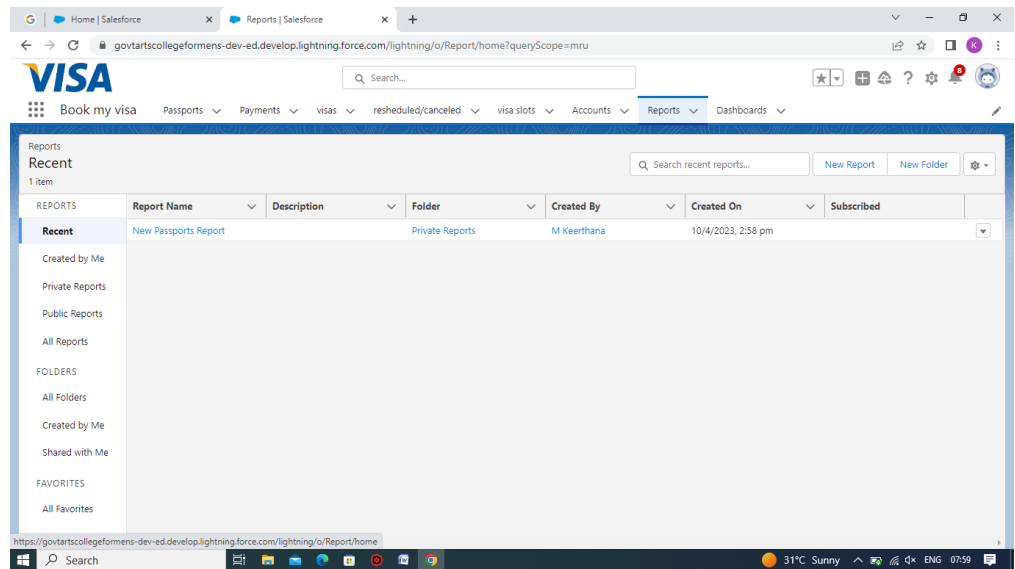 G Home | Salesforce × Reports | Salesforce × +
govtartscollegeformens-dev-ed.develop.lightning.force.com/lightning/o/Report/home?queryScope=mru K
VISA Search... 8
Book my visa Passports Payments visas resheduled/canceled visa slots Accounts Reports Dashboards
Reports
Recent
1 item
Search recent reports... New Report New Folder
REPORTS Report Name Description Folder Created By Created On Subscribed
Recent New Passports Report Private Reports M Keerthana 10/4/2023, 2:58 pm
Created by Me
Private Reports
Public Reports
All Reports
FOLDERS
All Folders
Created by Me
Shared with Me
FAVORITES
All Favorites
https://govtartscollegeformens-dev-ed.develop.lightning.force.com/lightning/o/Report/home
Search 31°C Sunny ENG 07:59